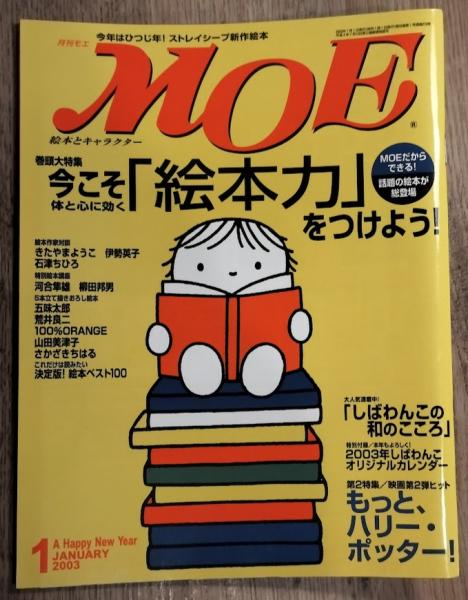 今年はひつじ年！ストレイシープ新作絵本
月刊モエ
MOE
絵本とキャラクター
巻頭大特集
今こそ
体と心に効く
「絵本力」
をつけよう！
MOEだから
できる！
話題の絵本が
総登場
絵本作家対談
きたやまようこ 伊勢英子
石津ちひろ
特別絵本講座
河合隼雄 柳田邦男
5本立て描きおろし絵本
五味太郎
荒井良二
100%ORANGE
山田美津子
さかざきちはる
これだけは読みたい
決定版！絵本ベスト100
大人気連載中！
「しばわんこの
和のこころ」
特別付録／本年もよろしく！
2003年しばわんこ
オリジナルカレンダー
第2特集／映画第2弾ヒット
もっと、
ハリー・
ポッター！
1
A Happy New Year
JANUARY
2003